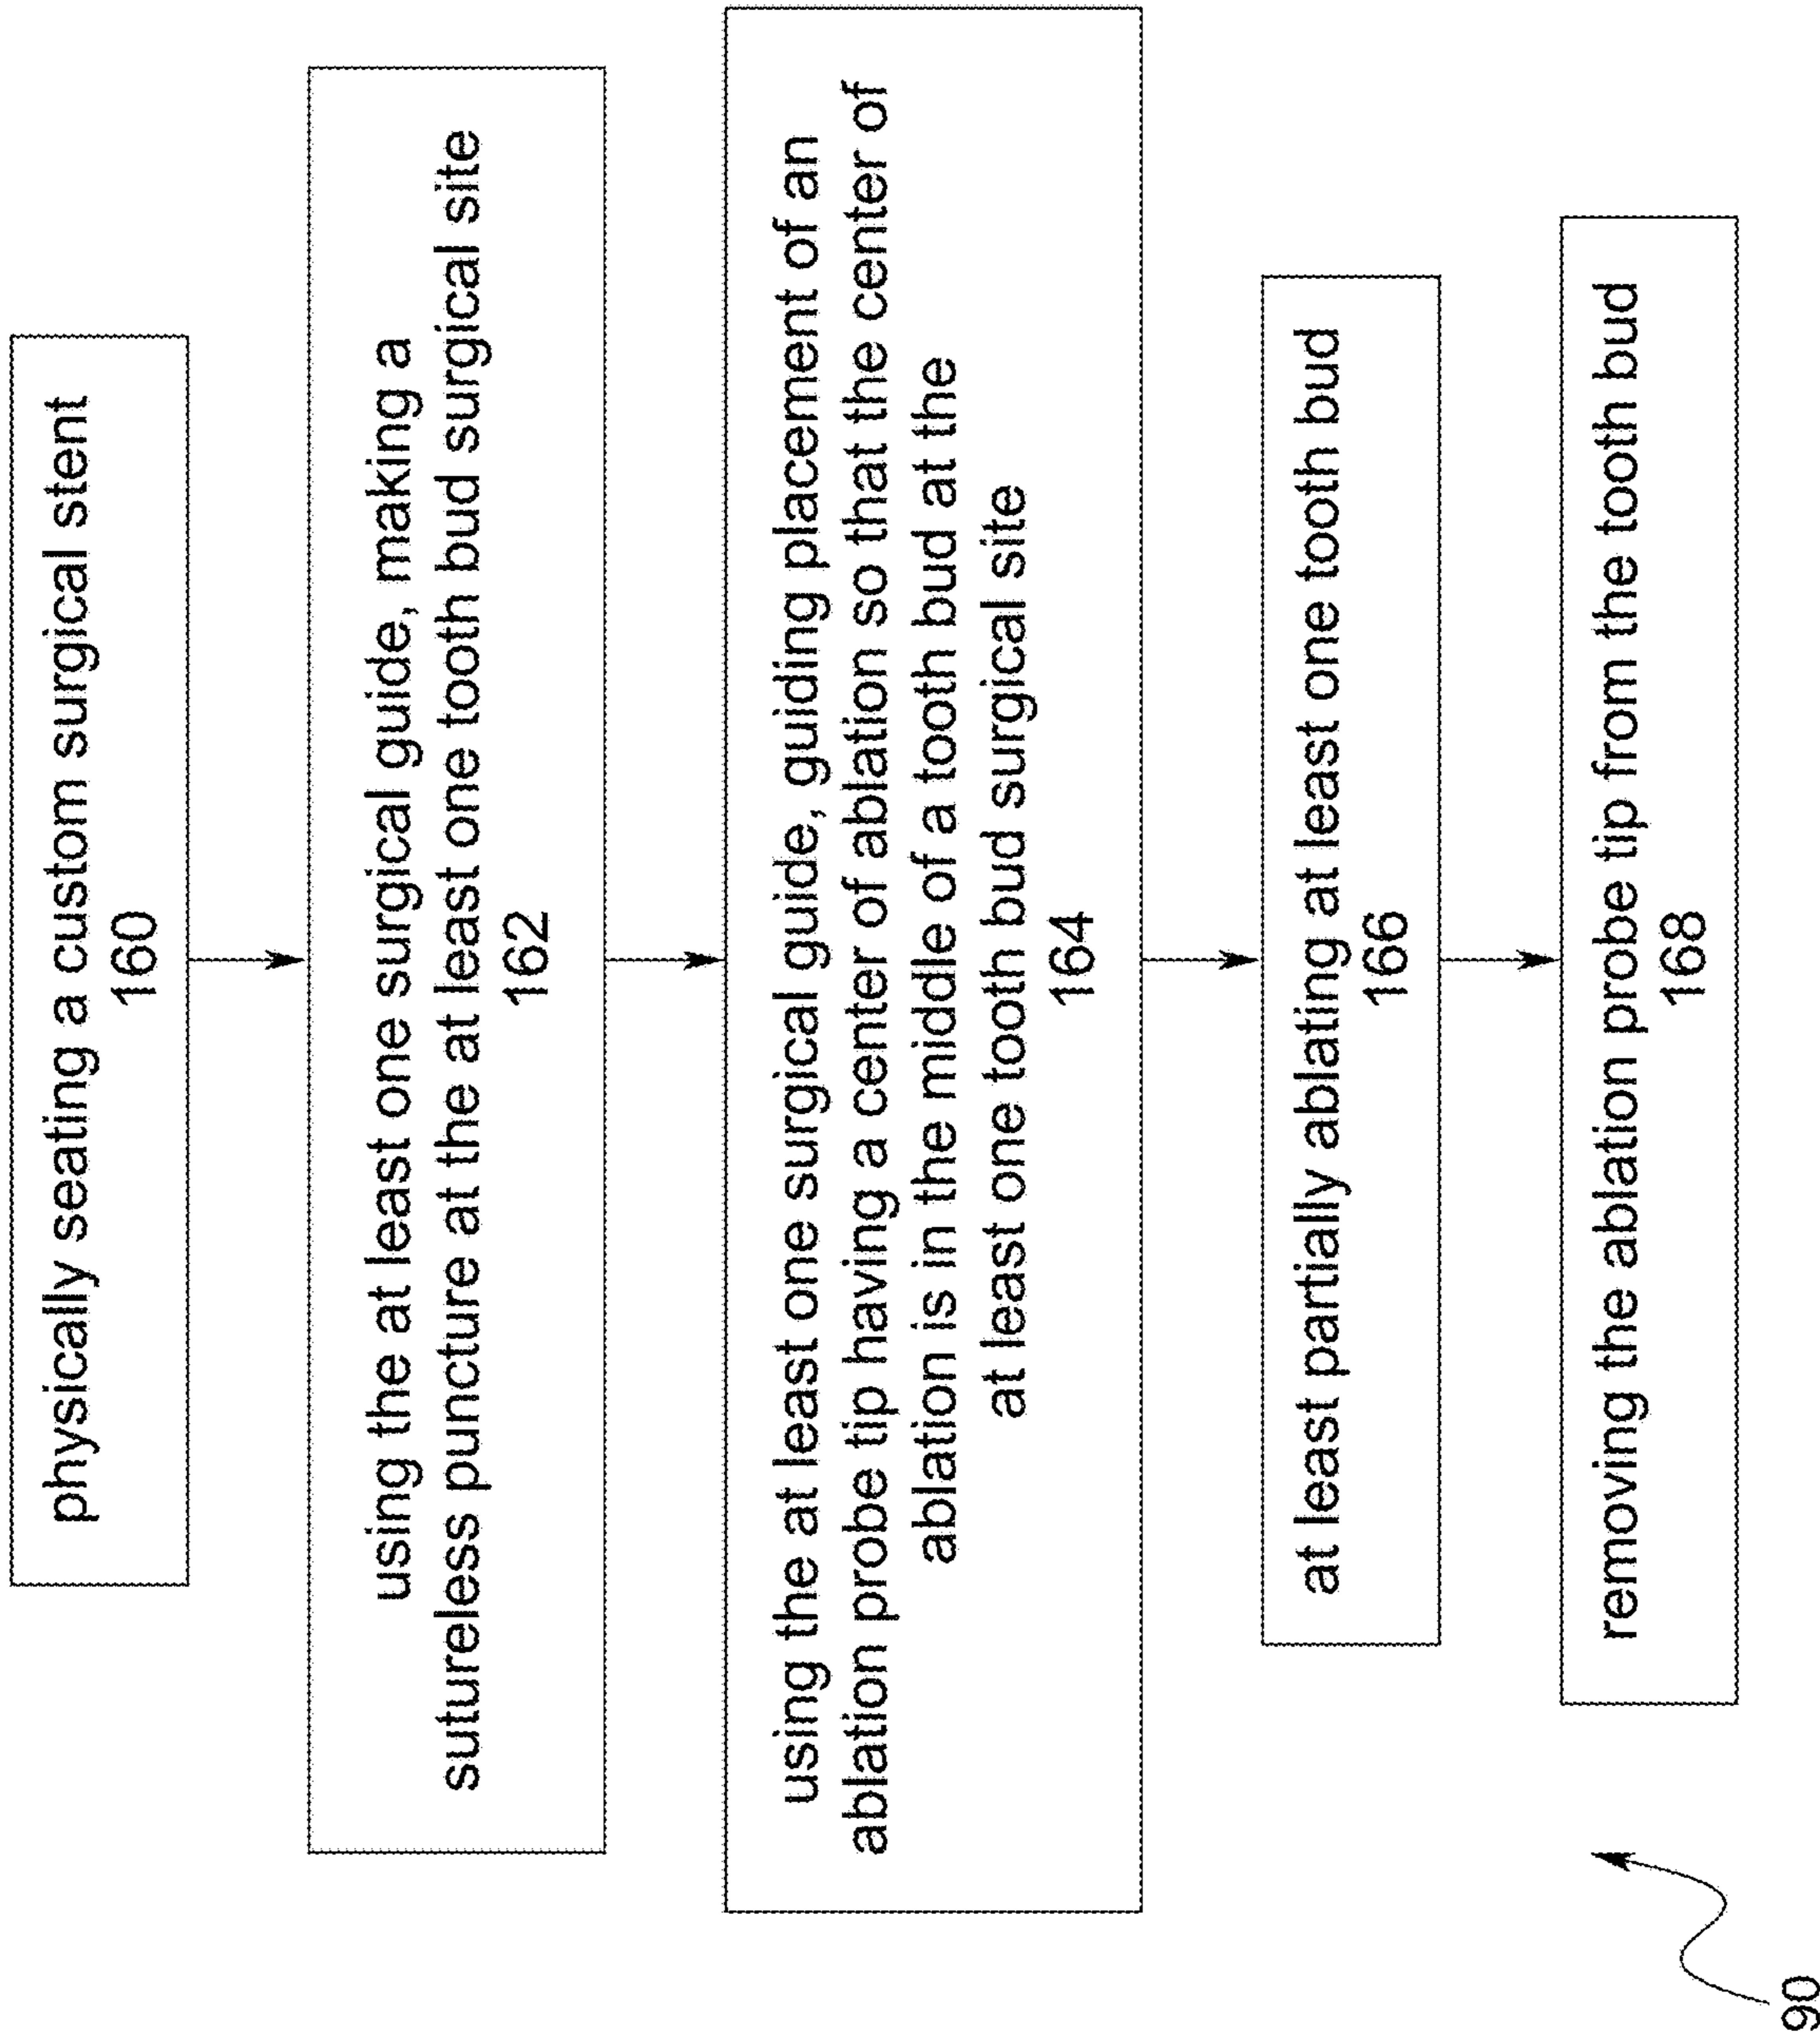 physically seating a custom surgical stent
160
using the at least one surgical guide, making a
sutureless puncture at the at least one tooth bud surgical site
162
using the at least one surgical guide, guiding placement of an
ablation probe tip having a center of ablation so that the center of
ablation is in the middle of a tooth bud at the
at least one tooth bud surgical site
164
at least partially ablating at least one tooth bud
166
removing the ablation probe tip from the tooth bud
168
90